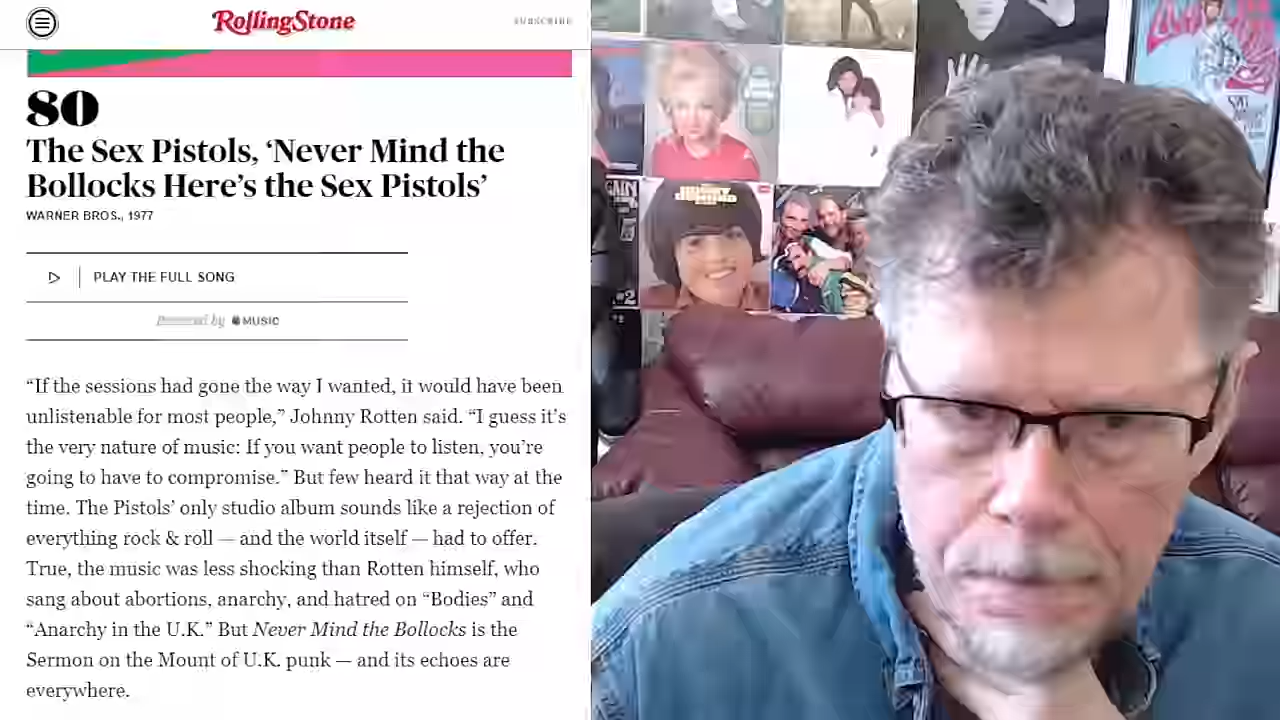 RollingStone
SUBSCRIBE
80
The Sex Pistols, ‘Never Mind the
Bollocks Here’s the Sex Pistols’
WARNER BROS., 1977
PLAY THE FULL SONG
Powered by MUSIC
“If the sessions had gone the way I wanted, it would have been
unlistenable for most people,” Johnny Rotten said. “I guess it’s
the very nature of music: If you want people to listen, you’re
going to have to compromise.” But few heard it that way at the
time. The Pistols’ only studio album sounds like a rejection of
everything rock & roll — and the world itself — had to offer.
True, the music was less shocking than Rotten himself, who
sang about abortions, anarchy, and hatred on “Bodies” and
“Anarchy in the U.K.” But Never Mind the Bollocks is the
Sermon on the Mount of U.K. punk — and its echoes are
everywhere.
#2